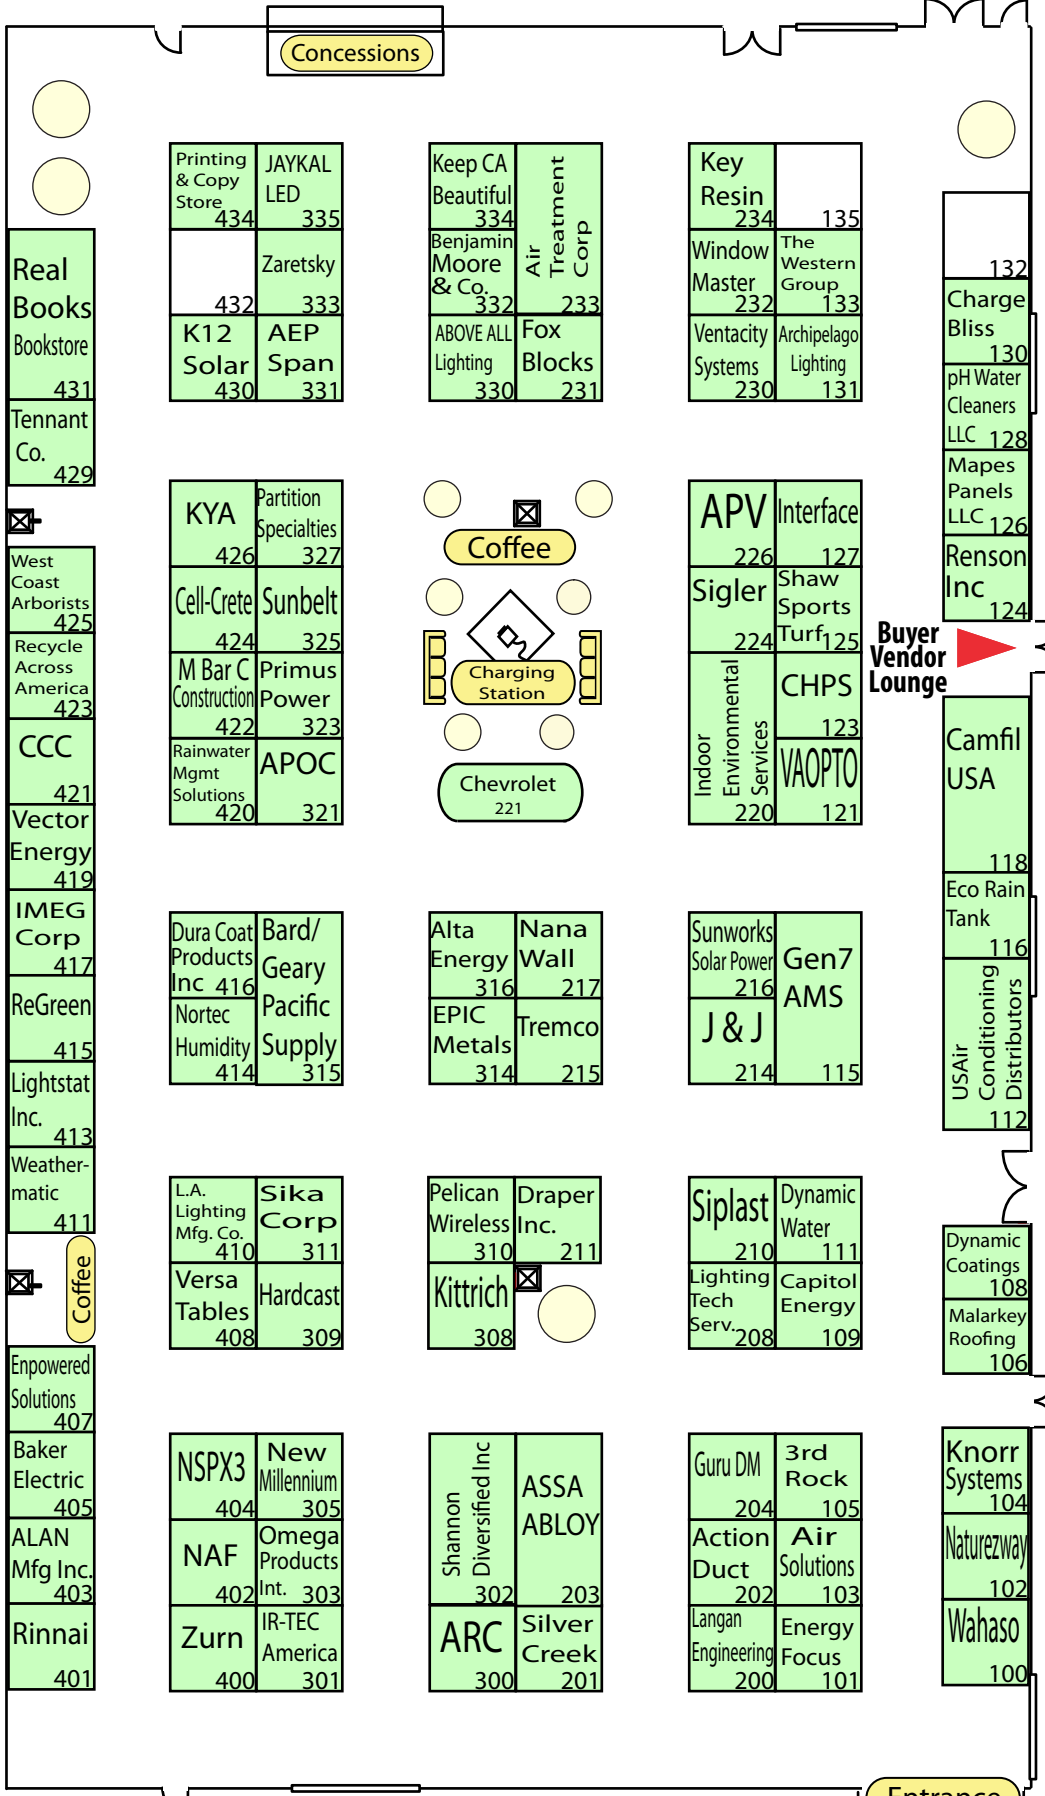 Concessions
Printing
& Copy
Store
434
JAYKAL
LED
335
432
Zaretsky
333
K12
Solar
430
AEP
Span
331
Keep CA
Beautiful
334
Air
Treatment
Corp
233
Benjamin
Moore
& Co.
332
ABOVE ALL
Lighting
330
Fox
Blocks
231
Key
Resin
234
135
Window
Master
232
The
Western
Group
133
Ventacity
Systems
230
Archipelago
Lighting
131
Real
Books
Bookstore
431
Tennant
Co.
429
132
Charge
Bliss
130
pH Water
Cleaners
LLC 128
Mapes
Panels
LLC 126
Renson
Inc
124
KYA
426
Partition
Specialties
327
Cell-Crete
424
Sunbelt
325
M Bar C
Construction
422
Primus
Power
323
Rainwater
Mgmt
Solutions
420
APOC
321
Coffee
Charging
Station
Chevrolet
221
APV
226
Interface
127
Sigler
224
Shaw
Sports
Turf 125
Indoor
Environmental
Services
220
CHPS
123
VAOPTO
121
Buyer
Vendor
Lounge
West
Coast
Arborists
425
Recycle
Across
America
423
CCC
421
Vector
Energy
419
IMEG
Corp
417
ReGreen
415
Lightstat
Inc.
413
Weather-
matic
411
Coffee
Camfil
USA
118
Eco Rain
Tank
116
USAir
Conditioning
Distributors
112
Dura Coat
Products
Inc 416
Bard/
Geary
Pacific
Supply
315
Nortec
Humidity
414
Alta
Energy
316
Nana
Wall
217
EPIC
Metals
314
Tremco
215
Sunworks
Solar Power
216
Gen7
AMS
115
J & J
214
L.A.
Lighting
Mfg. Co.
410
Sika
Corp
311
Versa
Tables
408
Hardcast
309
Pelican
Wireless
310
Draper
Inc.
211
Kittrich
308
Siplast
210
Dynamic
Water
111
Lighting
Tech
Serv.
208
Capitol
Energy
109
Dynamic
Coatings
108
Malarkey
Roofing
106
Enpowered
Solutions
407
Baker
Electric
405
ALAN
Mfg Inc.
403
Rinnai
401
NSPX3
404
New
Millennium
305
NAF
402
Omega
Products
Int. 303
Zurn
400
IR-TEC
America
301
Shannon
Diversified Inc
302
ASSA
ABLOY
203
ARC
300
Silver
Creek
201
Guru DM
204
3rd
Rock
105
Action
Duct
202
Air
Solutions
103
Langan
Engineering
200
Energy
Focus
101
Knorr
Systems
104
Naturezway
102
Wahaso
100
Entrance